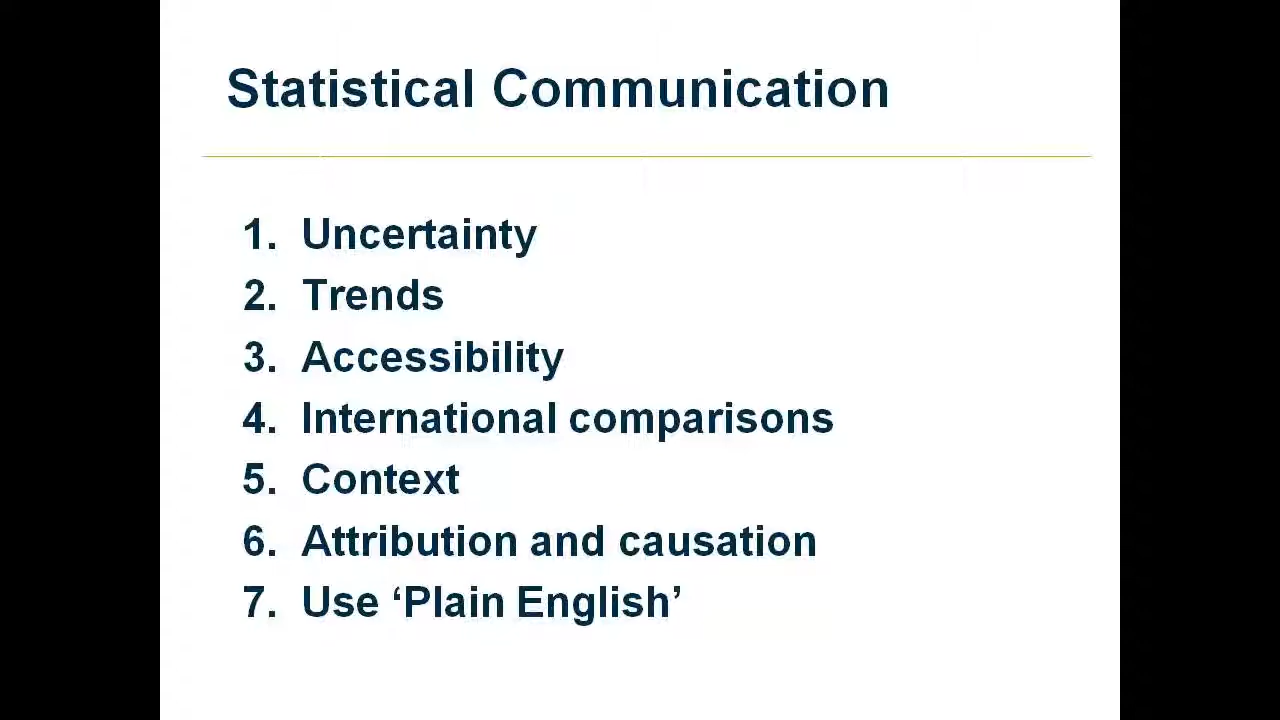 Statistical Communication
1. Uncertainty
2. Trends
3. Accessibility
4. International comparisons
5. Context
6. Attribution and causation
7. Use ‘Plain English’